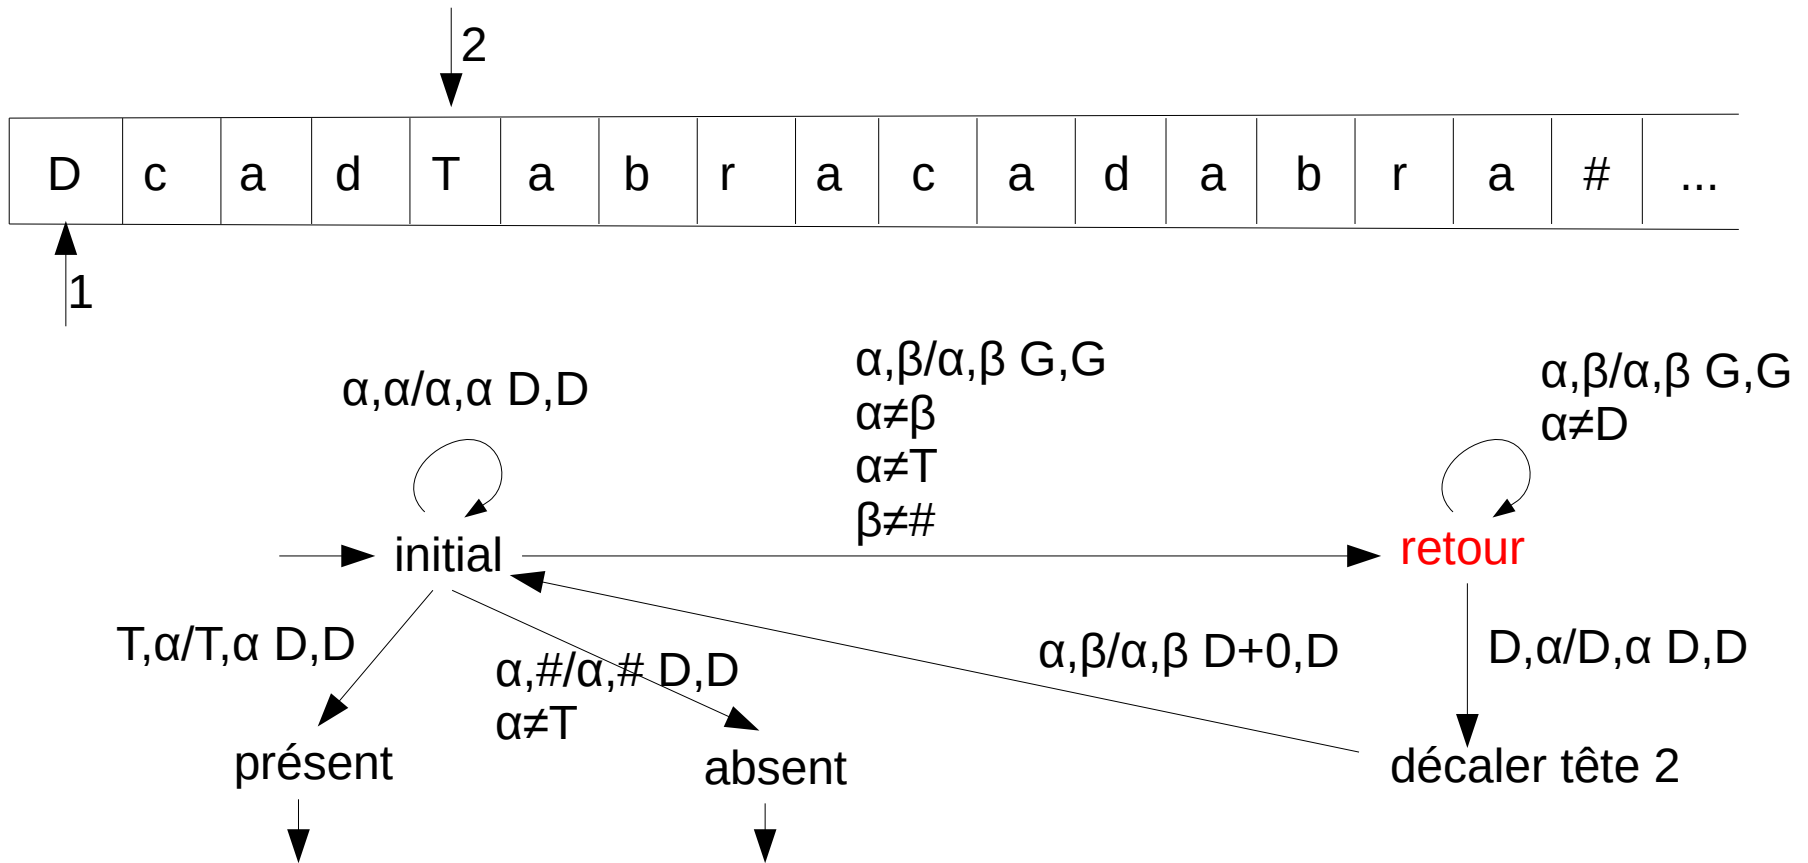 2
D c a d T a b r a c a d a b r a # ...
1
α,α/α,α D,D
α,β/α,β G,G
α≠β
α≠T
β≠#
α,β/α,β G,G
α≠D
initial
retour
T,α/T,α D,D
α,#/α,# D,D
α≠T
α,β/α,β D+0,D
D,α/D,α D,D
présent
absent
décaler tête 2